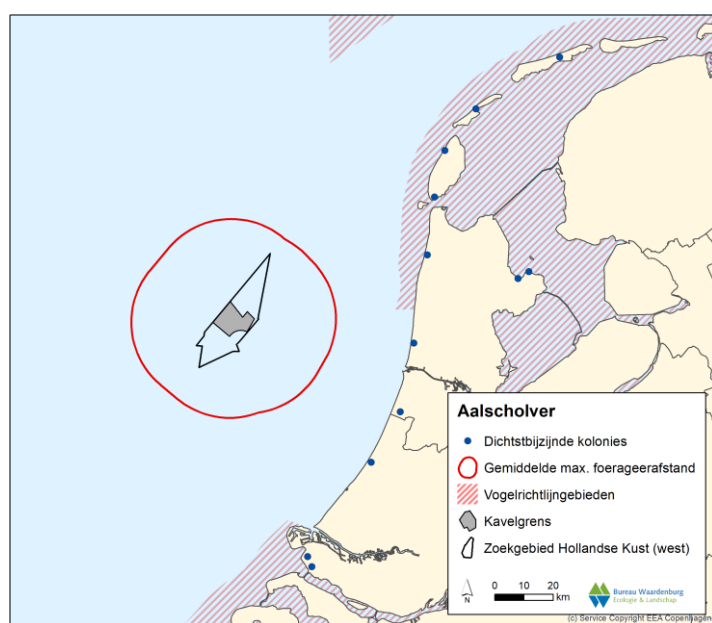 Aalscholver
Dichtstbijzijnde kolonies
Gemiddelde max. foerageerafstand
Vogelrichtlijngebieden
Kavelgrens
Zoekgebied Hollandse Kust (west)
N
0 10 20
km
Bureau Waardenburg
Ecologie & Landschap
(c) Service Copyright EEA Copenhagen